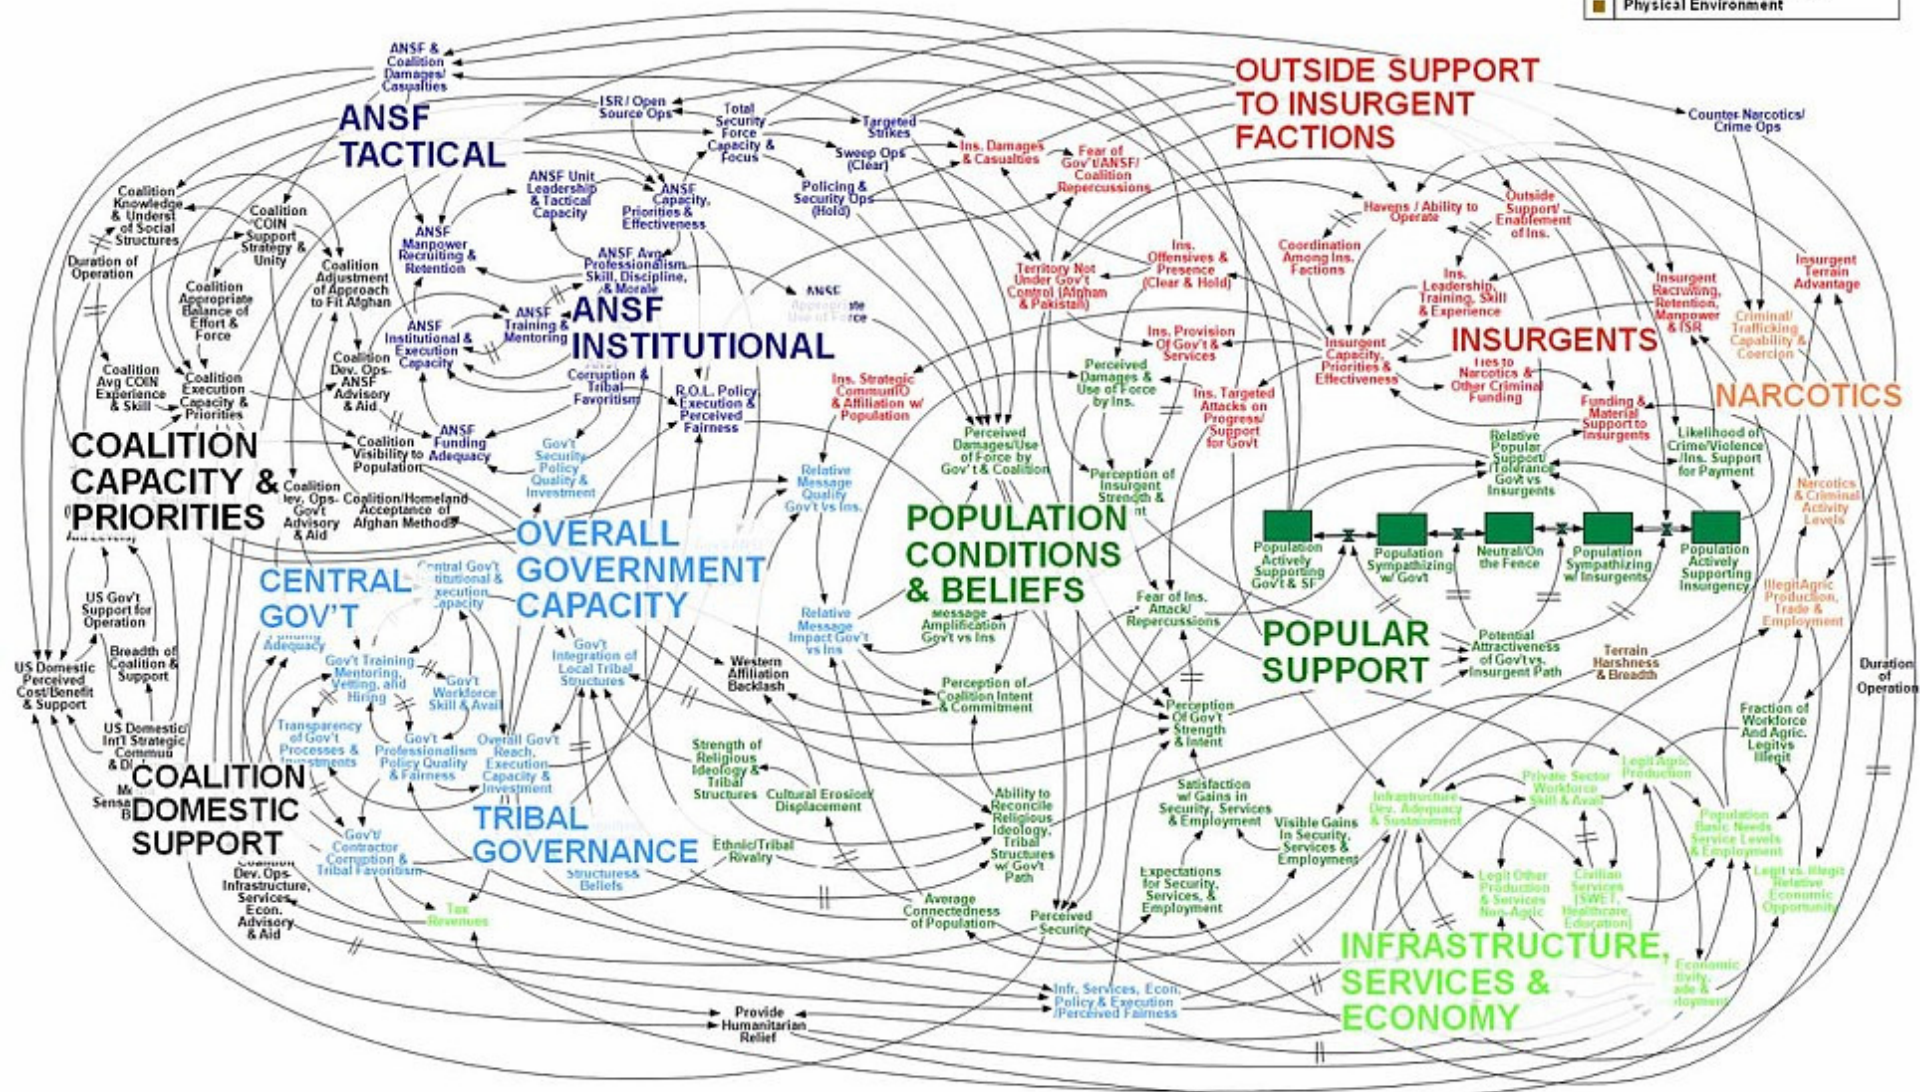 Physical Environment
ANSF &
Coalition
Damages/
Casualties
ANSF
TACTICAL
ISR / Open
Source Ops
Total
Security
Force
Capacity &
Focus
Targeted
Strikes
Sweep Ops
(Clear)
Policing &
Security Ops
(Hold)
Ins. Damages
& Casualties
Fear of
Gov't/ANSF/
Coalition
Repercussions
OUTSIDE SUPPORT
TO INSURGENT
FACTIONS
Counter Narcotics/
Crime Ops
Coalition
Knowledge
& Underst
of Social
Structures
Coalition
COIN
Support
Strategy &
Unity
Duration of
Operation
Coalition
Appropriate
Balance of
Effort &
Force
Coalition
Adjustment
of Approach
to Fit Afghan
ANSF Unit
Leadership
& Tactical
Capacity
ANSF
Capacity,
Priorities &
Effectiveness
ANSF
Manpower
Recruiting &
Retention
ANSF Avg
Professionalism
Skill, Discipline,
& Morale
ANSF
INSTITUTIONAL
ANSF
Training &
Mentoring
ANSF
Institutional &
Execution
Capacity
Corruption &
Tribal
Favoritism
R.O.L. Policy,
Execution &
Perceived
Fairness
Territory Not
Under Gov't
Control (Afghan
& Pakistan)
Ins.
Offensives &
Presence
(Clear & Hold)
Havens / Ability to
Operate
Outside
Support/
Enablement
of Ins.
Coordination
Among Ins.
Factions
Ins.
Leadership,
Training, Skill
& Experience
Insurgent
Recruiting,
Retention,
Manpower
& ISR
Insurgent
Terrain
Advantage
Criminal/
Trafficking
Capability &
Coercion
INSURGENTS
NARCOTICS
Ins. Provision
Of Gov't &
Services
Insurgent
Capacity,
Priorities &
Effectiveness
Ties to
Narcotics &
Other Criminal
Funding
Funding &
Material
Support to
Insurgents
Perceived
Damages &
Use of Force
by Ins.
Ins. Targeted
Attacks on
Progress/
Support
for Gov't
Ins. Strategic
& Affiliation w/
Population
Coalition
Avg COIN
Experience
& Skill
Coalition
Execution
Capacity &
Priorities
Coalition
Dev. Ops-
ANSF
Advisory
& Aid
ANSF
Funding
Adequacy
Coalition
Visibility to
Population
COALITION
CAPACITY &
PRIORITIES
Coalition
Gov't
Advisory
& Aid
Coalition/Homeland
Acceptance of
Afghan Methods
Gov't
Security
Policy
Quality &
Investment
Relative
Message
Quality
Gov't vs Ins.
Perceived
Damages/Use
of Force by
Gov't & Coalition
Perception of
Insurgent
Strength &
Relative
Popular
Support/
Tolerance
Gov't vs
Insurgents
Likelihood of
Crime/Violence
/Ins. Support
for Payment
Narcotics
& Criminal
Activity
Levels
OVERALL
GOVERNMENT
CAPACITY
POPULATION
CONDITIONS
& BELIEFS
Population
Actively
Supporting
Gov't & SF
Population
Sympathizing
w/ Gov't
Neutral/On
the Fence
Population
Sympathizing
w/ Insurgents
Population
Actively
Supporting
Insurgency
CENTRAL
GOV'T
Adequacy
US Gov't
Support for
Operation
US Domestic
Perceived
Cost/Benefit
& Support
Breadth of
Coalition &
Support
Gov't Training
Mentoring,
Vetting, and
Hiring
Gov't
Workforce
Skill & Avail
Gov't
Integration of
Local Tribal
Structures
Western
Affiliation
Backlash
Relative
Message
Impact Gov't
vs Ins
Message
Amplification
Gov't vs Ins
Perception of
Coalition Intent
& Commitment
Fear of Ins.
Attack/
Repercussions
POPULAR
SUPPORT
Potential
Attractiveness
of Gov't vs.
Insurgent Path
Terrain
Harshness
& Breadth
Illegin Agric
Production,
Trade &
Employment
Duration
of
Operation
US Domestic/
Int'l Strategic
COALITION
DOMESTIC
SUPPORT
Transparency
of Gov't
Processes &
Gov't
Professionalism
Policy Quality
& Fairness
Overall Gov't
Reach,
Execution
Capacity &
Investment
TRIBAL
GOVERNANCE
Structures &
Beliefs
Gov't/
Contractor
Corruption &
Tribal Favoritism
Tax
Revenues
Dev. Ops-
Infrastructure,
Services,
Econ.
Advisory
& Aid
Strength of
Religious
Ideology &
Tribal
Structures
Cultural Erosion/
Displacement
Ethnic/Tribal
Rivalry
Ability to
Reconcile
Religious
Ideology,
Tribal
Structures
w/ Gov't
Path
Average
Connectedness
of Population
Perceived
Security
Perception
Of Gov't
Strength
& Intent
Satisfaction
w/ Gains in
Security, Services
& Employment
Visible Gains
In Security,
Services &
Employment
Expectations
for Security,
Services, &
Employment
Infrastructure
Dev. Adequacy
& Sustainment
Private Sector
Workforce
Skill & Avail
Legit Agric
Production
Fraction of
Workforce
And Agric.
Legit vs
Illegit
Population
Basic Needs
Service Levels
& Employment
Legit Other
Production
& Services
Non-Agric
Civilian
Services
(SWET,
Healthcare,
Education)
Legit vs. Illegit
Relative
Economic
Opportunity
INFRASTRUCTURE,
SERVICES &
ECONOMY
Economic
Infr. Services, Econ.
Policy & Execution
/Perceived Fairness
Provide
Humanitarian
Relief